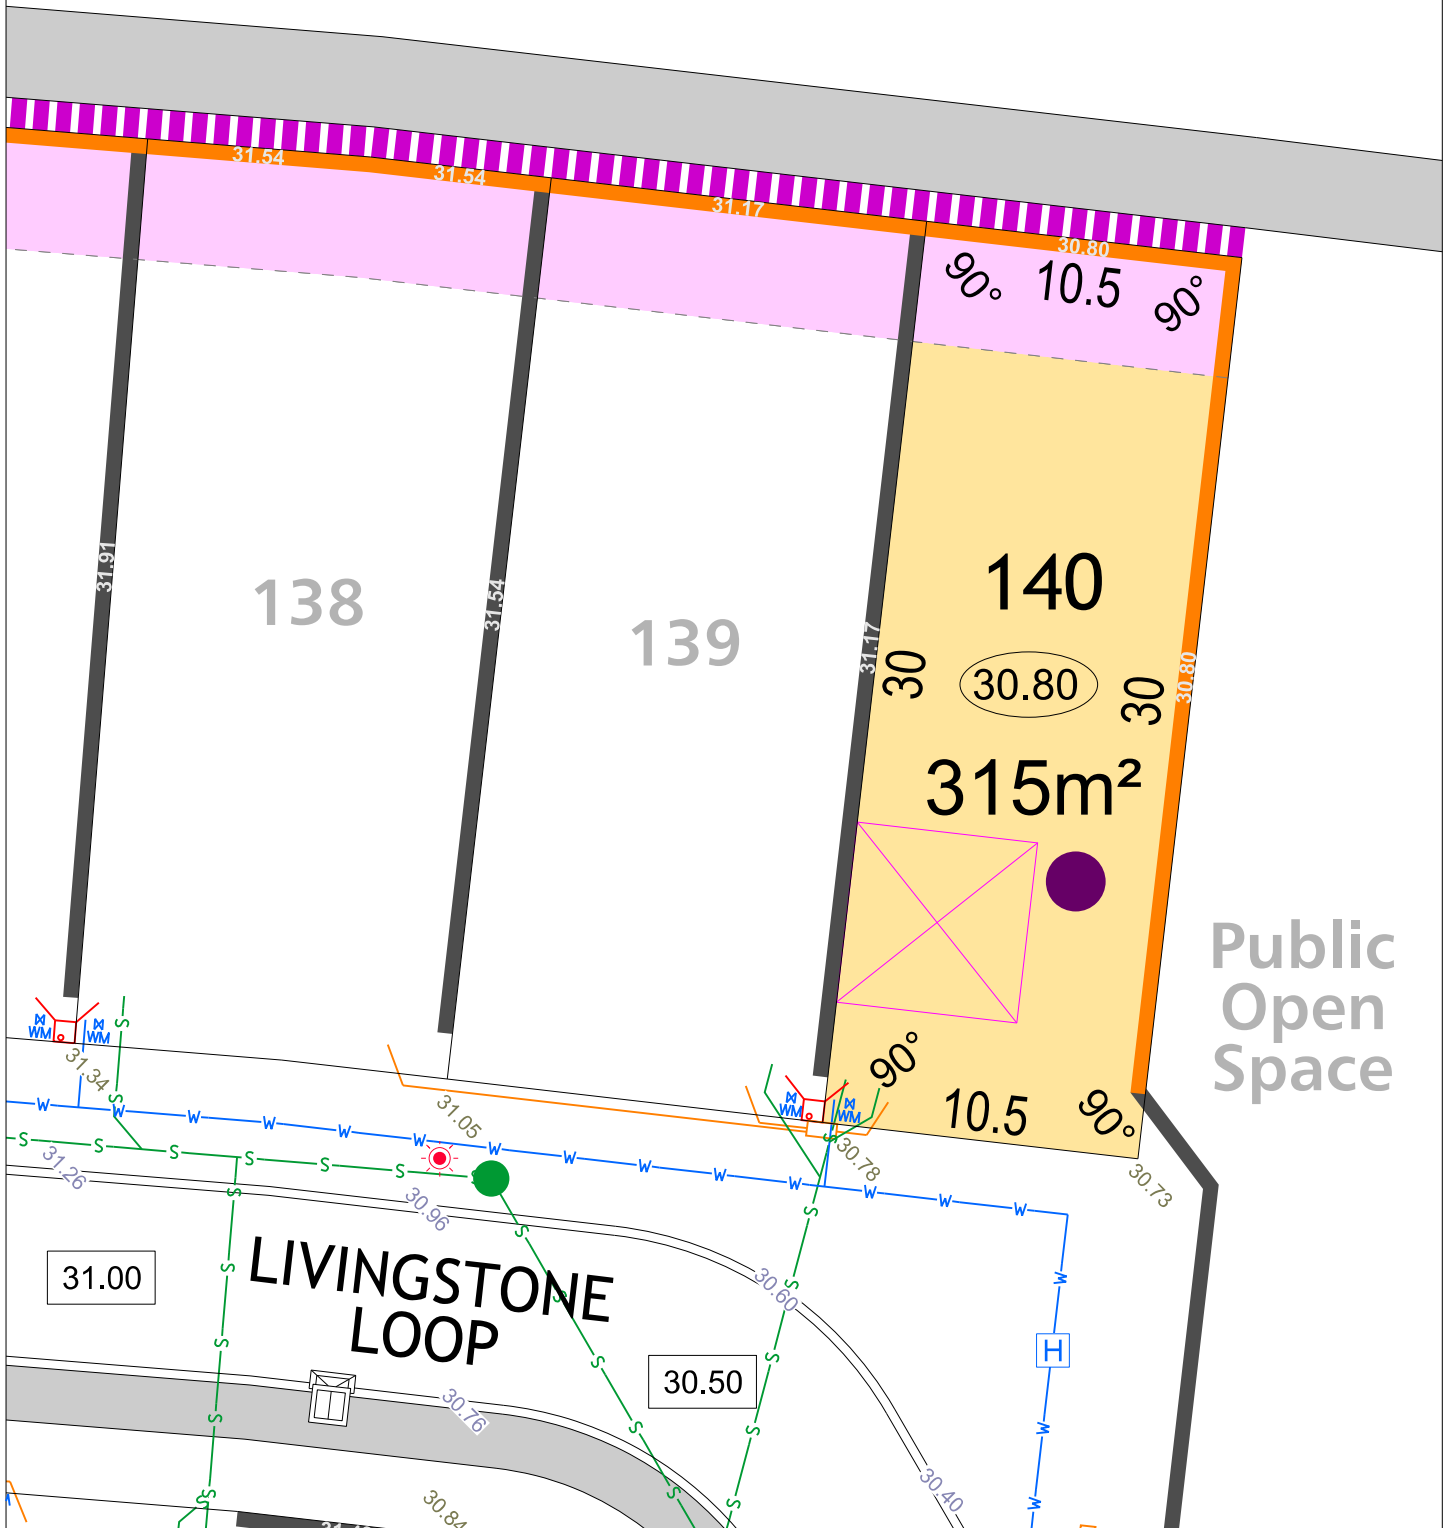 31.54
31.54
31.17
30.80
90°
10.5
90°
31.91
138
31.54
139
31.17
140
30
30.80
30
30.80
315m²
Public
Open
Space
WM
WM
S
31.34
WM
WM
90°
10.5
90°
S
W
W
W
W
W
W
W
W
W
W
W
W
W
W
31.05
30.78
30.73
S
S
S
S
S
S
S
S
31.26
30.96
S
S
S
LIVINGSTONE
LOOP
31.00
S
S
30.60
S
W
H
S
S
S
30.50
30.76
S
S
S
W
30.40
W
S
S
S
30.84